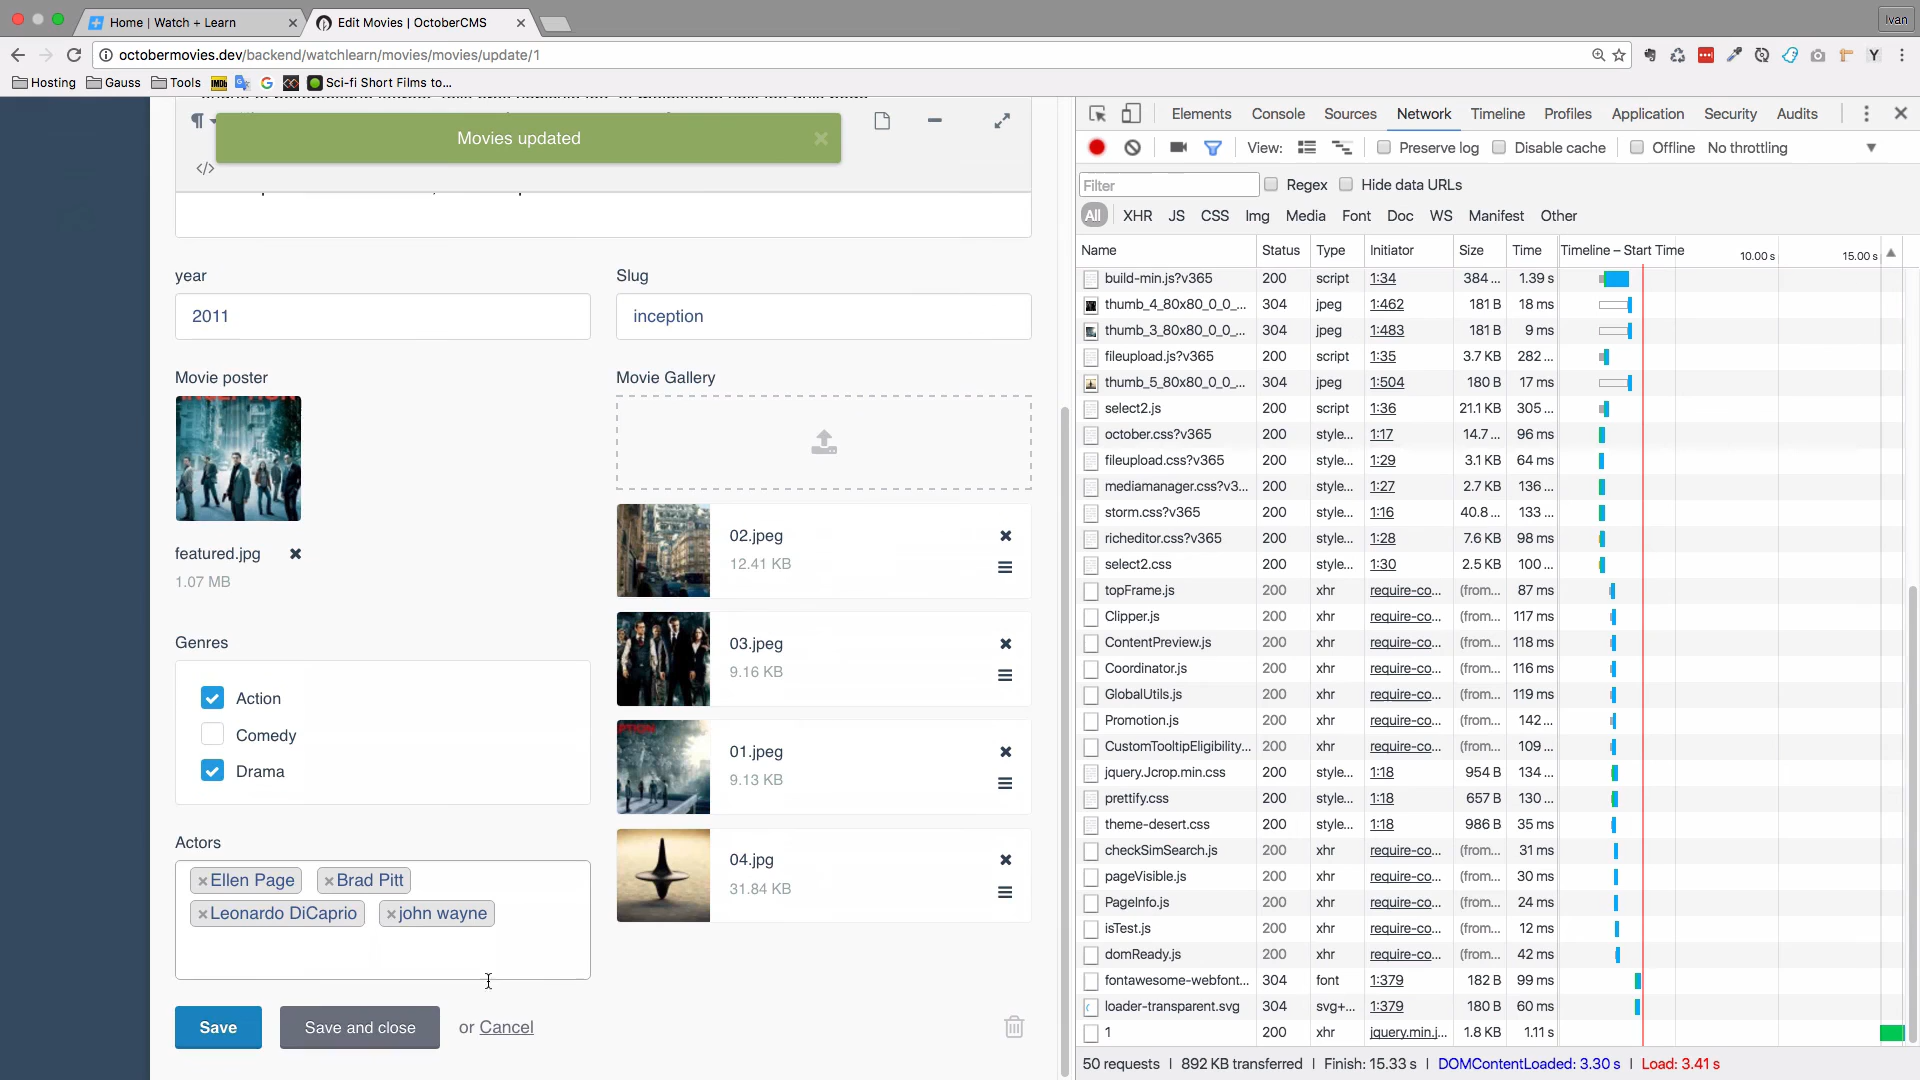 Home | Watch + Learn
Edit Movies | OctoberCMS
Ivan
octobermovies.dev/backend/watchlearn/movies/movies/update/1
Hosting Gauss Tools IMDb Sci-fi Short Films to...
Movies updated
year
2011
Slug
inception
Movie poster
featured.jpg
1.07 MB
Movie Gallery
02.jpeg
12.41 KB
03.jpeg
9.16 KB
01.jpeg
9.13 KB
04.jpg
31.84 KB
Genres
Action
Comedy
Drama
Actors
×Ellen Page ×Brad Pitt
×Leonardo DiCaprio ×john wayne
Save Save and close or Cancel
Elements Console Sources Network Timeline Profiles Application Security Audits
View: Preserve log Disable cache Offline No throttling
Filter Regex Hide data URLs
All XHR JS CSS Img Media Font Doc WS Manifest Other
Name Status Type Initiator Size Time Timeline – Start Time 10.00 s 15.00 s
build-min.js?v365 200 script 1:34 384... 1.39 s
thumb_4_80x80_0_0_... 304 jpeg 1:462 181 B 18 ms
thumb_3_80x80_0_0_... 304 jpeg 1:483 181 B 9 ms
fileupload.js?v365 200 script 1:35 3.7 KB 282...
thumb_5_80x80_0_0_... 304 jpeg 1:504 180 B 17 ms
select2.js 200 script 1:36 21.1 KB 305...
october.css?v365 200 style... 1:17 14.7... 96 ms
fileupload.css?v365 200 style... 1:29 3.1 KB 64 ms
mediamanager.css?v3... 200 style... 1:27 2.7 KB 136...
storm.css?v365 200 style... 1:16 40.8... 133...
richeditor.css?v365 200 style... 1:28 7.6 KB 98 ms
select2.css 200 style... 1:30 2.5 KB 100...
topFrame.js 200 xhr require-co... (from... 87 ms
Clipper.js 200 xhr require-co... (from... 117 ms
ContentPreview.js 200 xhr require-co... (from... 118 ms
Coordinator.js 200 xhr require-co... (from... 116 ms
GlobalUtils.js 200 xhr require-co... (from... 119 ms
Promotion.js 200 xhr require-co... (from... 142...
CustomTooltipEligibility... 200 xhr require-co... (from... 109...
jquery.Jcrop.min.css 200 style... 1:18 954 B 134...
prettify.css 200 style... 1:18 657 B 130...
theme-desert.css 200 style... 1:18 986 B 35 ms
checkSimSearch.js 200 xhr require-co... (from... 31 ms
pageVisible.js 200 xhr require-co... (from... 30 ms
PageInfo.js 200 xhr require-co... (from... 24 ms
isTest.js 200 xhr require-co... (from... 12 ms
domReady.js 200 xhr require-co... (from... 42 ms
fontawesome-webfont... 304 font 1:379 182 B 99 ms
loader-transparent.svg 304 svg+... 1:379 180 B 60 ms
1 200 xhr jquery.min.j... 1.8 KB 1.11 s
50 requests | 892 KB transferred | Finish: 15.33 s | DOMContentLoaded: 3.30 s | Load: 3.41 s